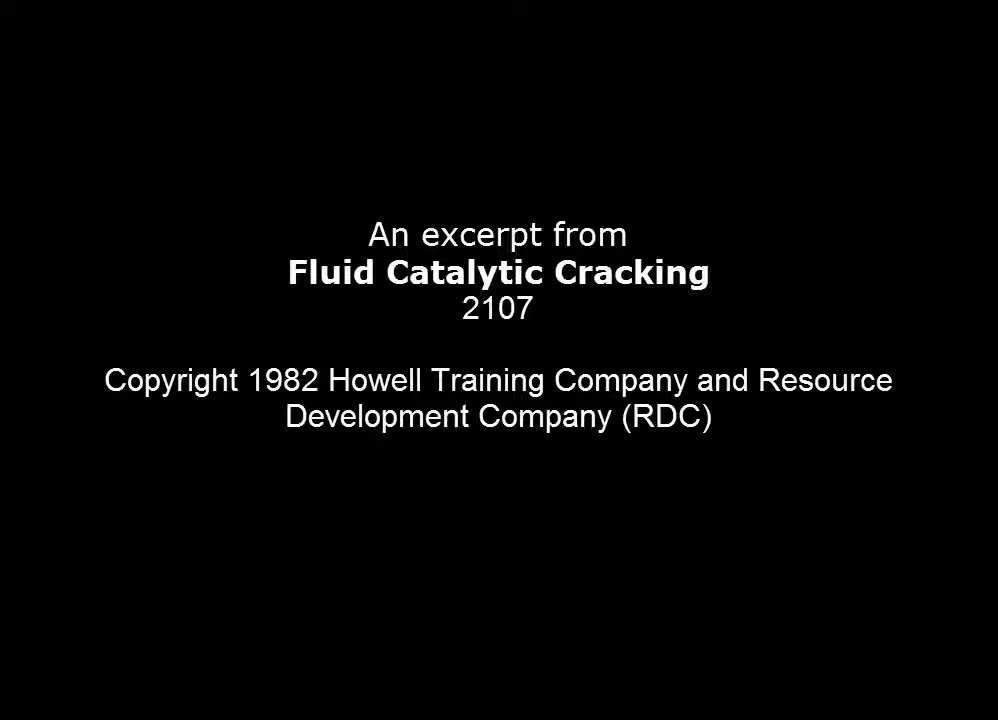 An excerpt from
Fluid Catalytic Cracking
2107
Copyright 1982 Howell Training Company and Resource
Development Company (RDC)